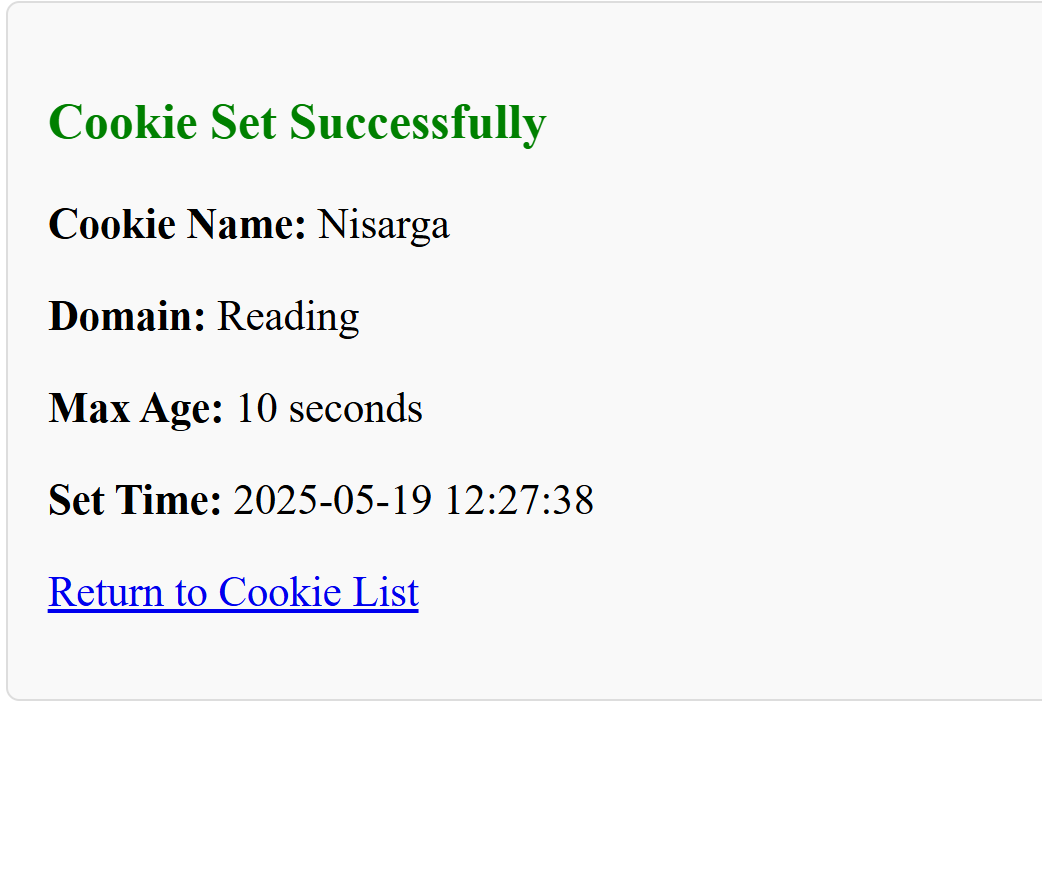 Cookie Set Successfully
Cookie Name: Nisarga
Domain: Reading
Max Age: 10 seconds
Set Time: 2025-05-19 12:27:38
Return to Cookie List